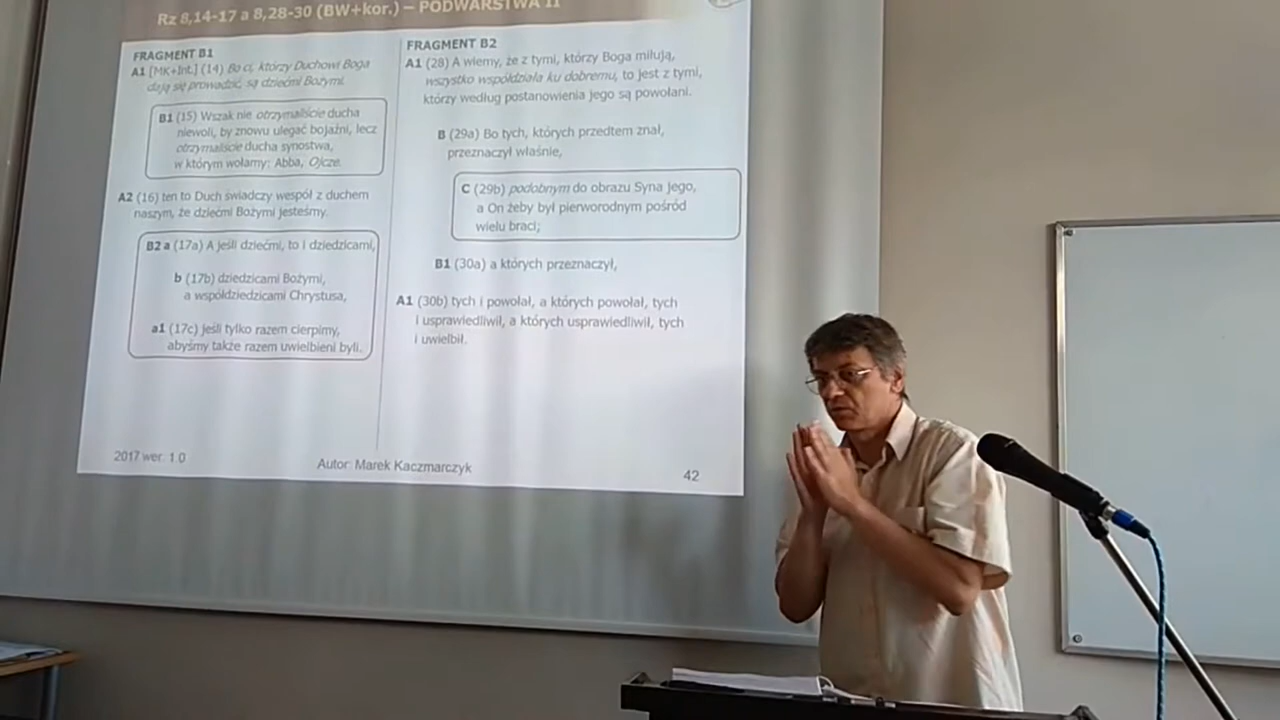 Rz 8,14-17 a 8,28-30 (BW+kor.) – PODWARSTWA II
FRAGMENT B1
A1 [MK+Int.] (14) Bo ci, którzy Duchowi Boga
dają się prowadzić, są dziećmi Bożymi.
B1 (15) Wszak nie otrzymaliście ducha
niewoli, by znowu ulegać bojaźni, lecz
otrzymaliście ducha synostwa,
w którym wołamy: Abba, Ojcze.
A2 (16) ten to Duch świadczy wespół z duchem
naszym, że dziećmi Bożymi jesteśmy.
B2 a (17a) A jeśli dziećmi, to i dziedzicami,
b (17b) dziedzicami Bożymi,
a współdziedzicami Chrystusa,
a1 (17c) jeśli tylko razem cierpimy,
abyśmy także razem uwielbieni byli.
FRAGMENT B2
A1 (28) A wiemy, że z tymi, którzy Boga miłują,
wszystko współdziała ku dobremu, to jest z tymi,
którzy według postanowienia jego są powołani.
B (29a) Bo tych, których przedtem znał,
przeznaczył właśnie,
C (29b) podobnym do obrazu Syna jego,
a On żeby był pierworodnym pośród
wielu braci;
B1 (30a) a których przeznaczył,
A1 (30b) tych i powołał, a których powołał, tych
i usprawiedliwił, a których usprawiedliwił, tych
i uwielbił.
2017 wer. 1.0
Autor: Marek Kaczmarczyk
42